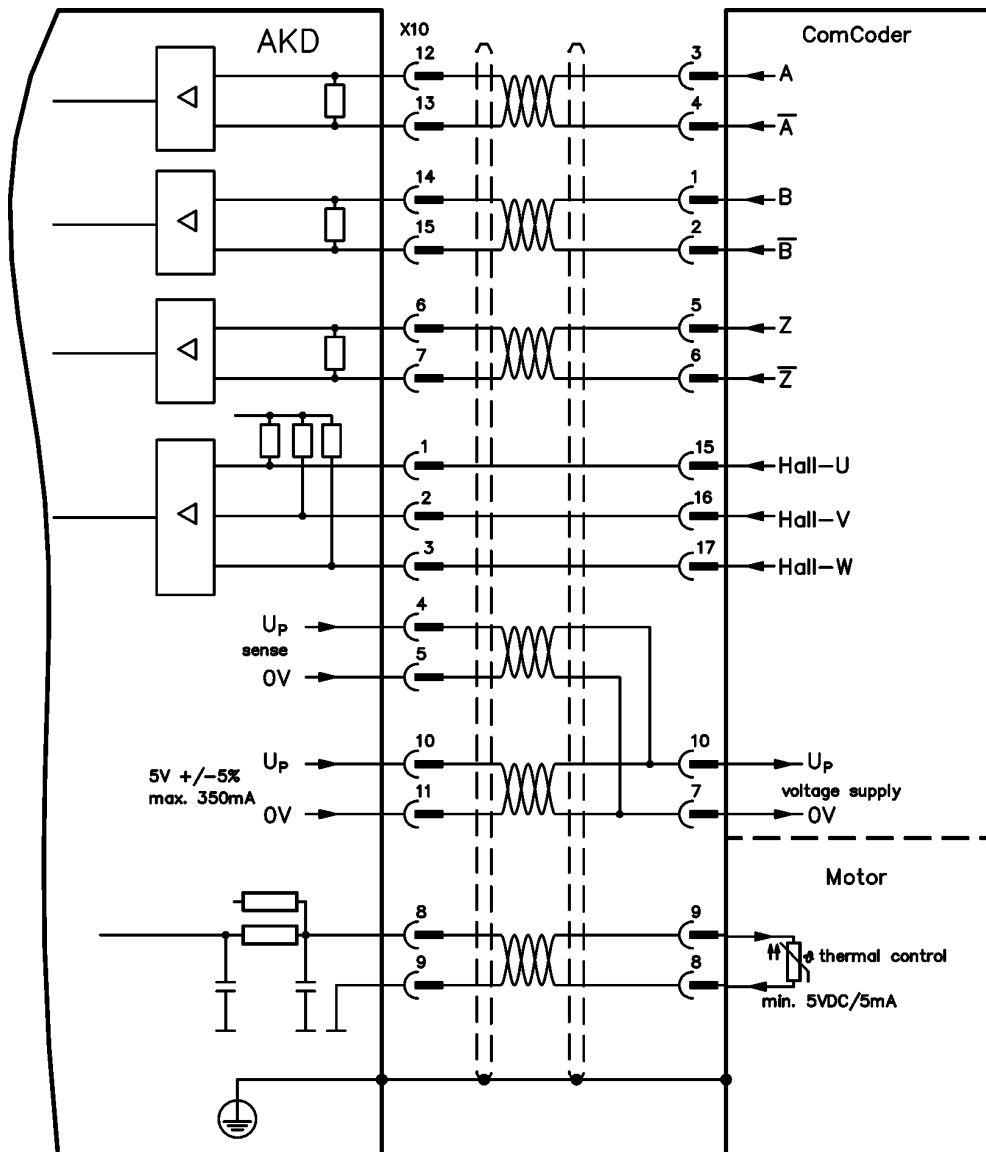 AKD X10 ComCoder
12 3 A
13 4 A̅
14 1 B
15 2 B̅
6 5 Z
7 6 Z̅
1 15 Hall-U
2 16 Hall-V
3 17 Hall-W
U_P 4
sense
0V 5
U_P 10 10 U_P
5V +/-5%
max. 350mA
voltage supply
0V 11 7 0V
Motor
8 9
ϑ thermal control
9 8
min. 5VDC/5mA